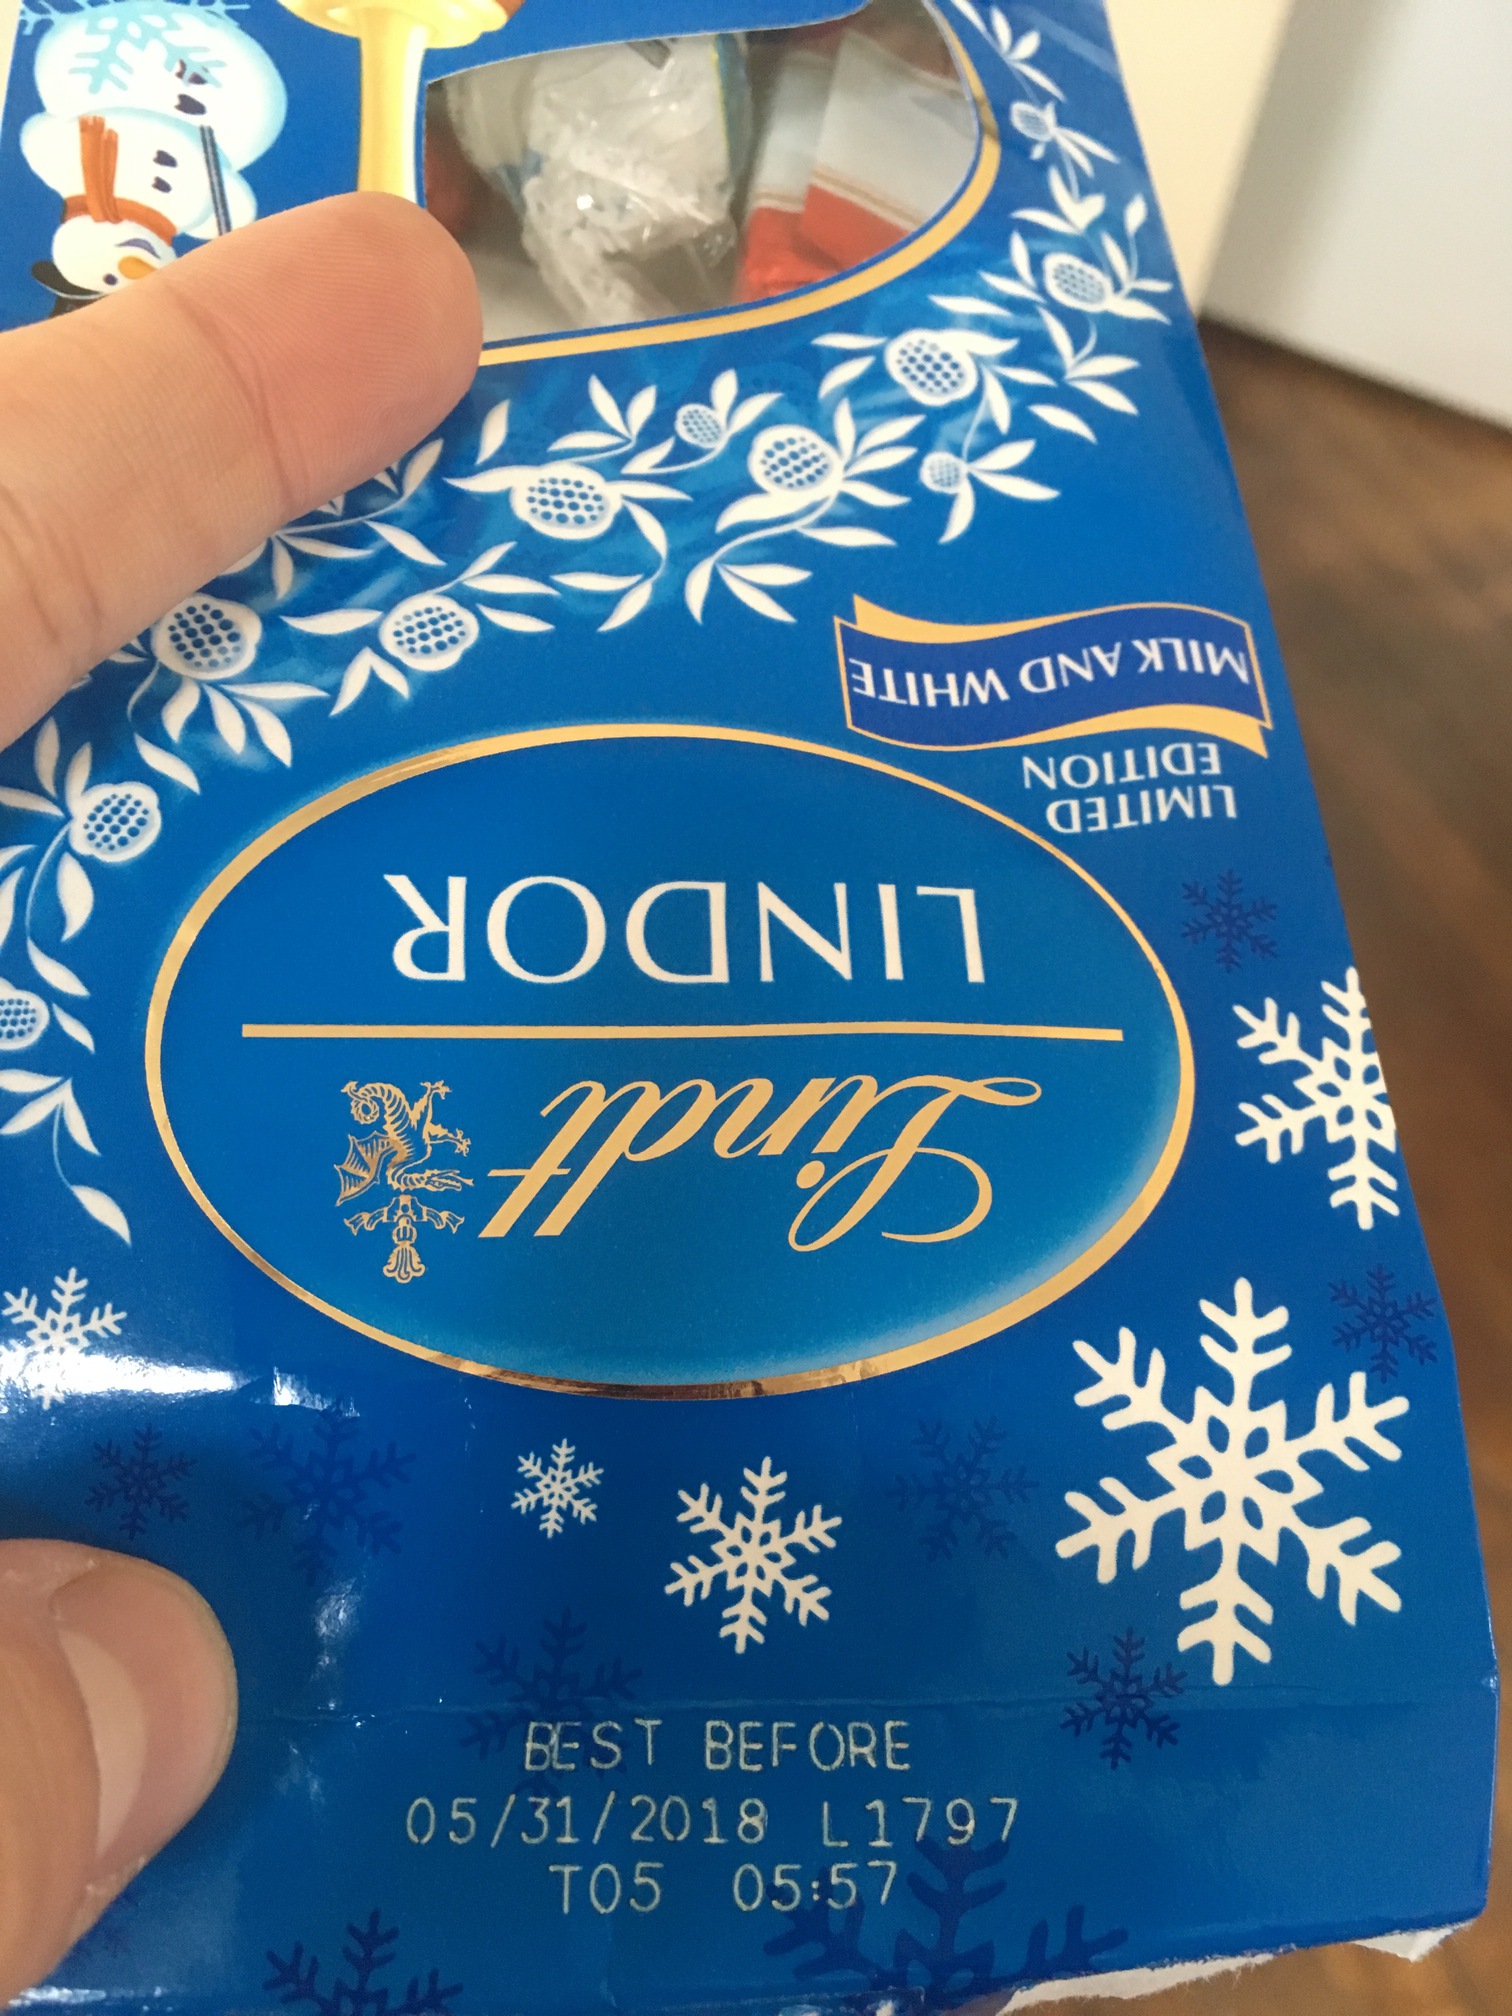 BEST BEFORE
05/31/2018 L1797
T05 05:57
Lindt
LINDOR
LIMITED
EDITION
MILK AND WHITE